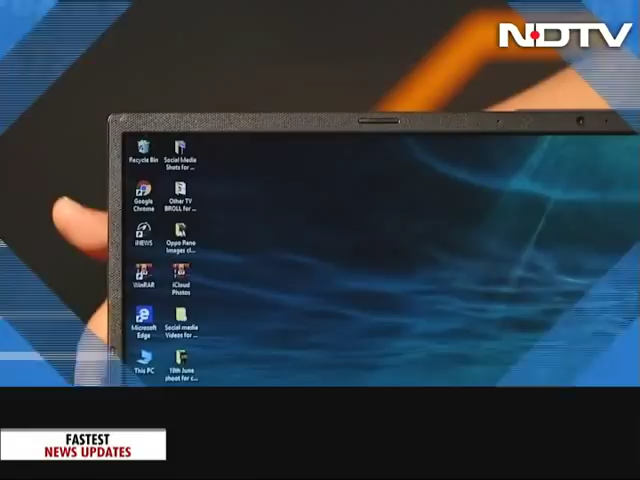 NDTV
Recycle Bin
Social Media
Shots for ...
Google
Chrome
Other TV
BROLL for ...
iNEWS
Oppo Reno
Images cl...
WinRAR
iCloud
Photos
Microsoft
Edge
Social media
Videos for ...
This PC
18th June
shoot for c...
FASTEST
NEWS UPDATES